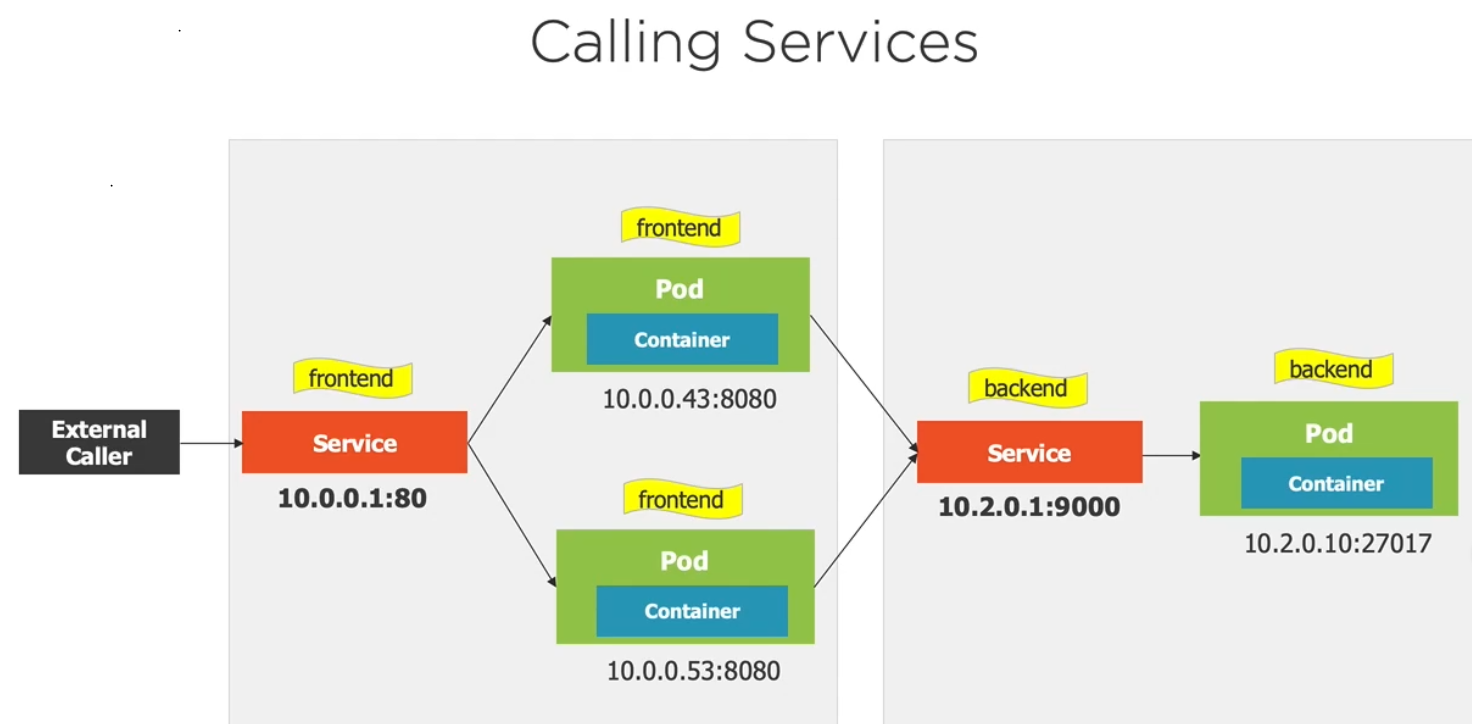 Calling Services
External
Caller
frontend
Service
10.0.0.1:80
frontend
Pod
Container
10.0.0.43:8080
frontend
Pod
Container
10.0.0.53:8080
backend
Service
10.2.0.1:9000
backend
Pod
Container
10.2.0.10:27017